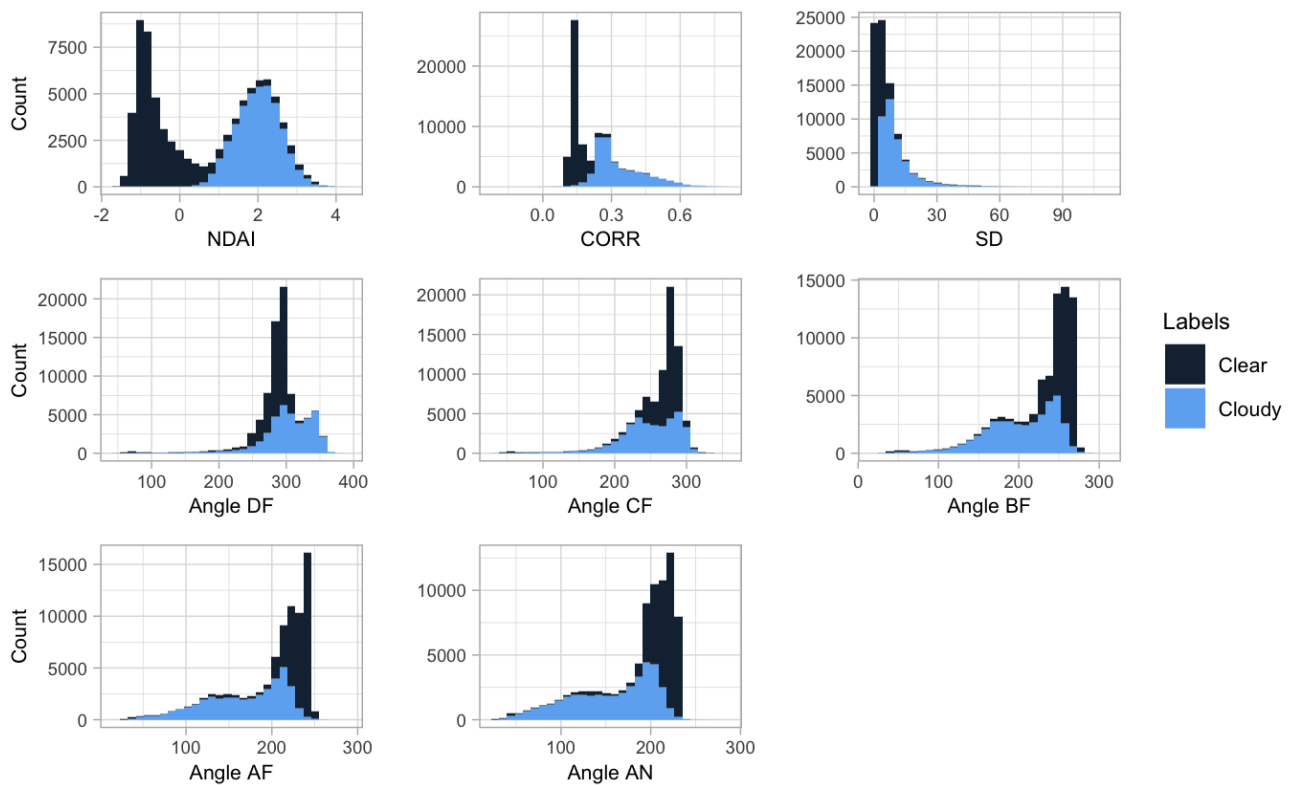 Count
7500
5000
2500
0
-2 0 2 4
NDAI
20000
10000
0
0.0 0.3 0.6
CORR
25000
20000
15000
10000
5000
0
0 30 60 90
SD
Count
20000
15000
10000
5000
0
100 200 300 400
Angle DF
20000
15000
10000
5000
0
100 200 300
Angle CF
15000
10000
5000
0
0 100 200 300
Angle BF
Labels
Clear
Cloudy
Count
15000
10000
5000
0
100 200 300
Angle AF
10000
5000
0
100 200 300
Angle AN